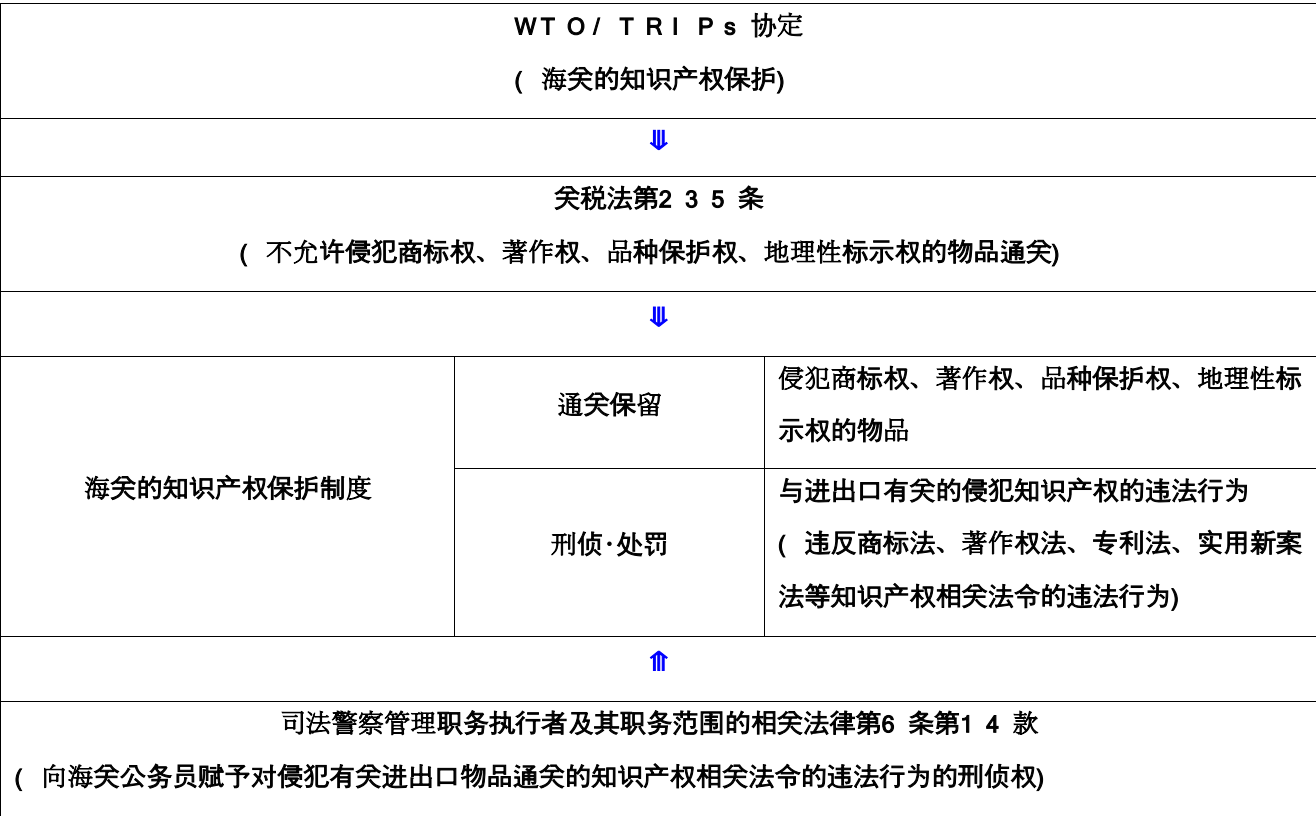 WTO/TRIPs 协定
(海关的知识产权保护)
⤋
关税法第235条
(不允许侵犯商标权、著作权、品种保护权、地理性标示权的物品通关)
⤋
海关的知识产权保护制度
通关保留
侵犯商标权、著作权、品种保护权、地理性标
示权的物品
刑侦·处罚
与进出口有关的侵犯知识产权的违法行为
(违反商标法、著作权法、专利法、实用新案
法等知识产权相关法令的违法行为)
⤊
司法警察管理职务执行者及其职务范围的相关法律第6条第14款
(向海关公务员赋予对侵犯有关进出口物品通关的知识产权相关法令的违法行为的刑侦权)